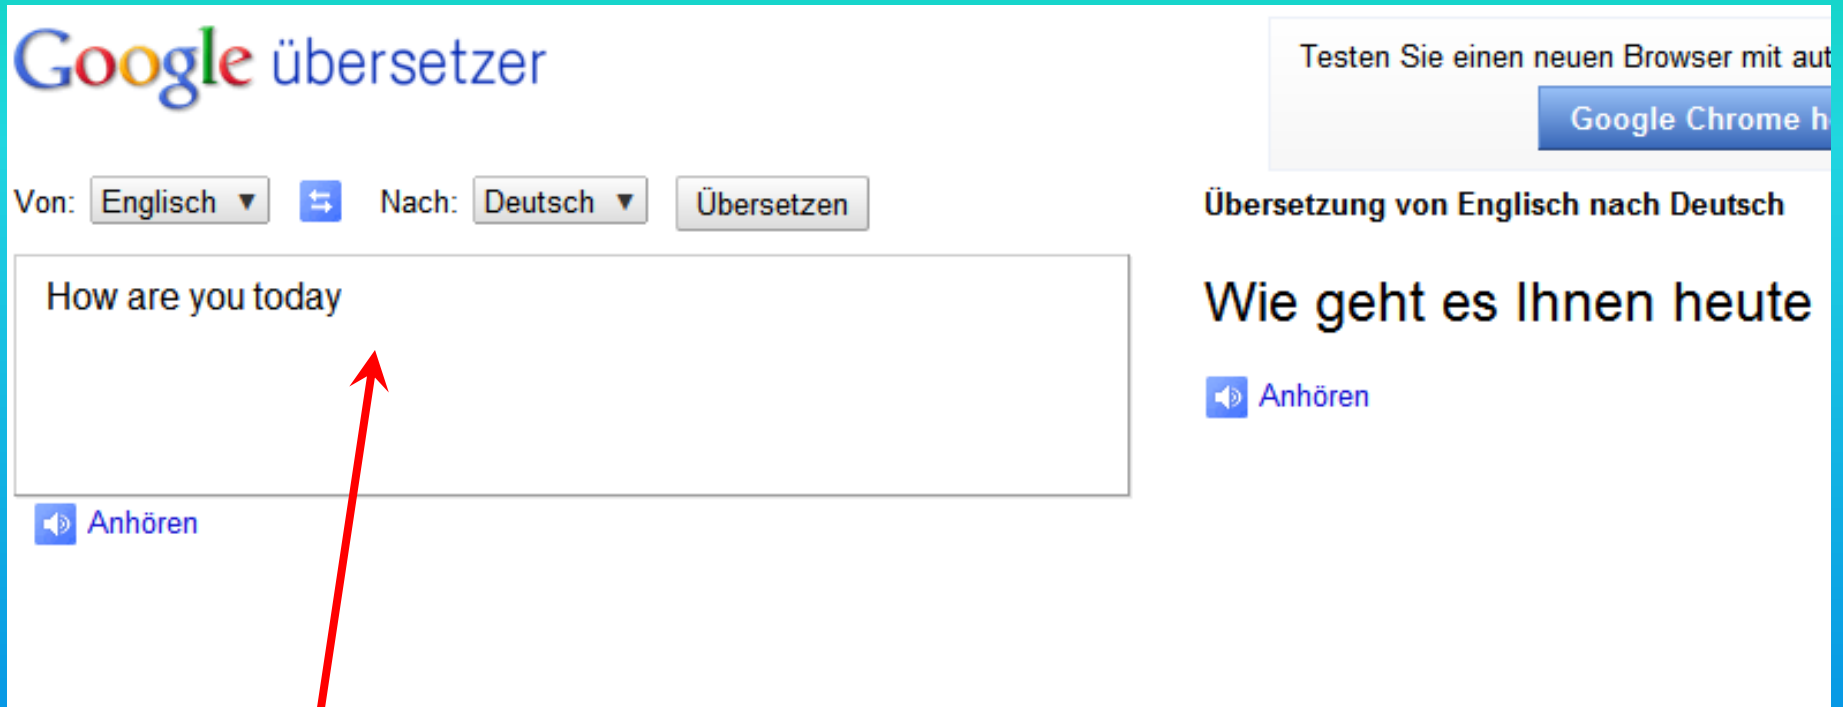 Google übersetzer
Testen Sie einen neuen Browser mit aut
Google Chrome h
Von: Englisch Nach: Deutsch Übersetzen
Übersetzung von Englisch nach Deutsch
How are you today
Wie geht es Ihnen heute
Anhören
Anhören